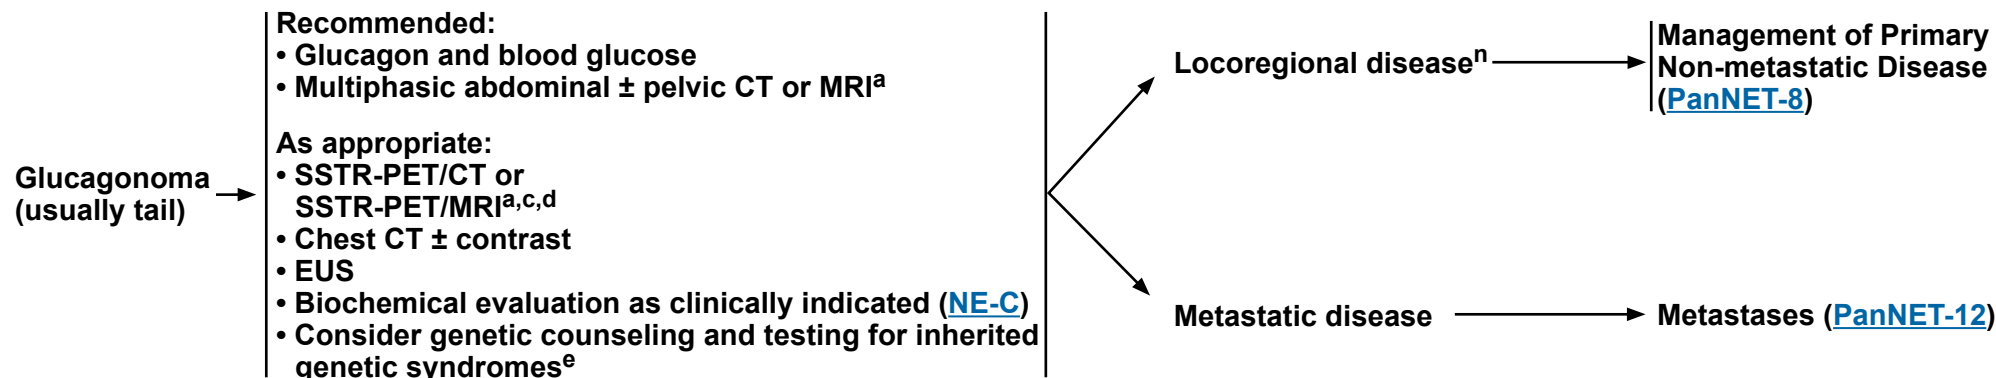 Glucagonoma
(usually tail)
Recommended:
• Glucagon and blood glucose
• Multiphasic abdominal ± pelvic CT or MRIa
As appropriate:
• SSTR-PET/CT or
SSTR-PET/MRIa,c,d
• Chest CT ± contrast
• EUS
• Biochemical evaluation as clinically indicated (NE-C)
• Consider genetic counseling and testing for inherited
genetic syndromese
Locoregional diseasen
Management of Primary
Non-metastatic Disease
(PanNET-8)
Metastatic disease
Metastases (PanNET-12)